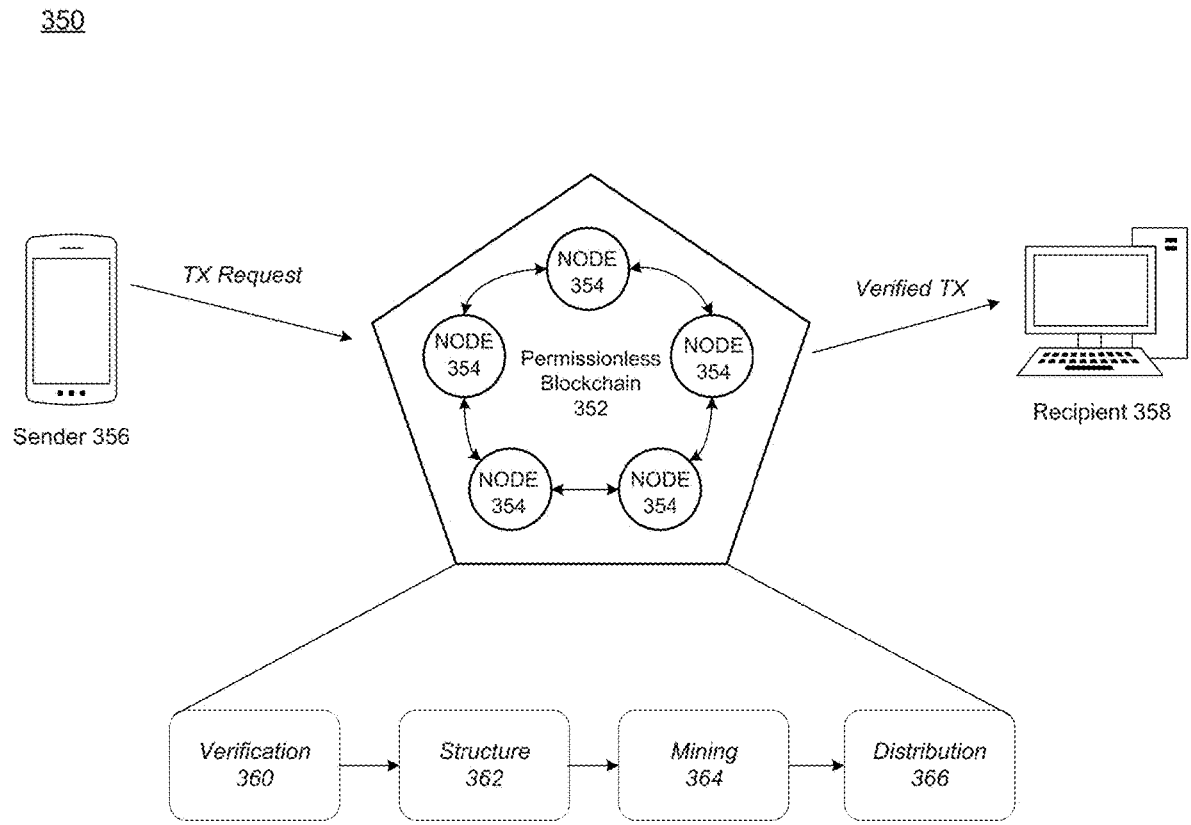 350
TX Request
Verified TX
NODE
354
NODE
354
NODE
354
Permissionless
Blockchain
352
NODE
354
NODE
354
Sender 356
Recipient 358
Verification
360
Structure
362
Mining
364
Distribution
366